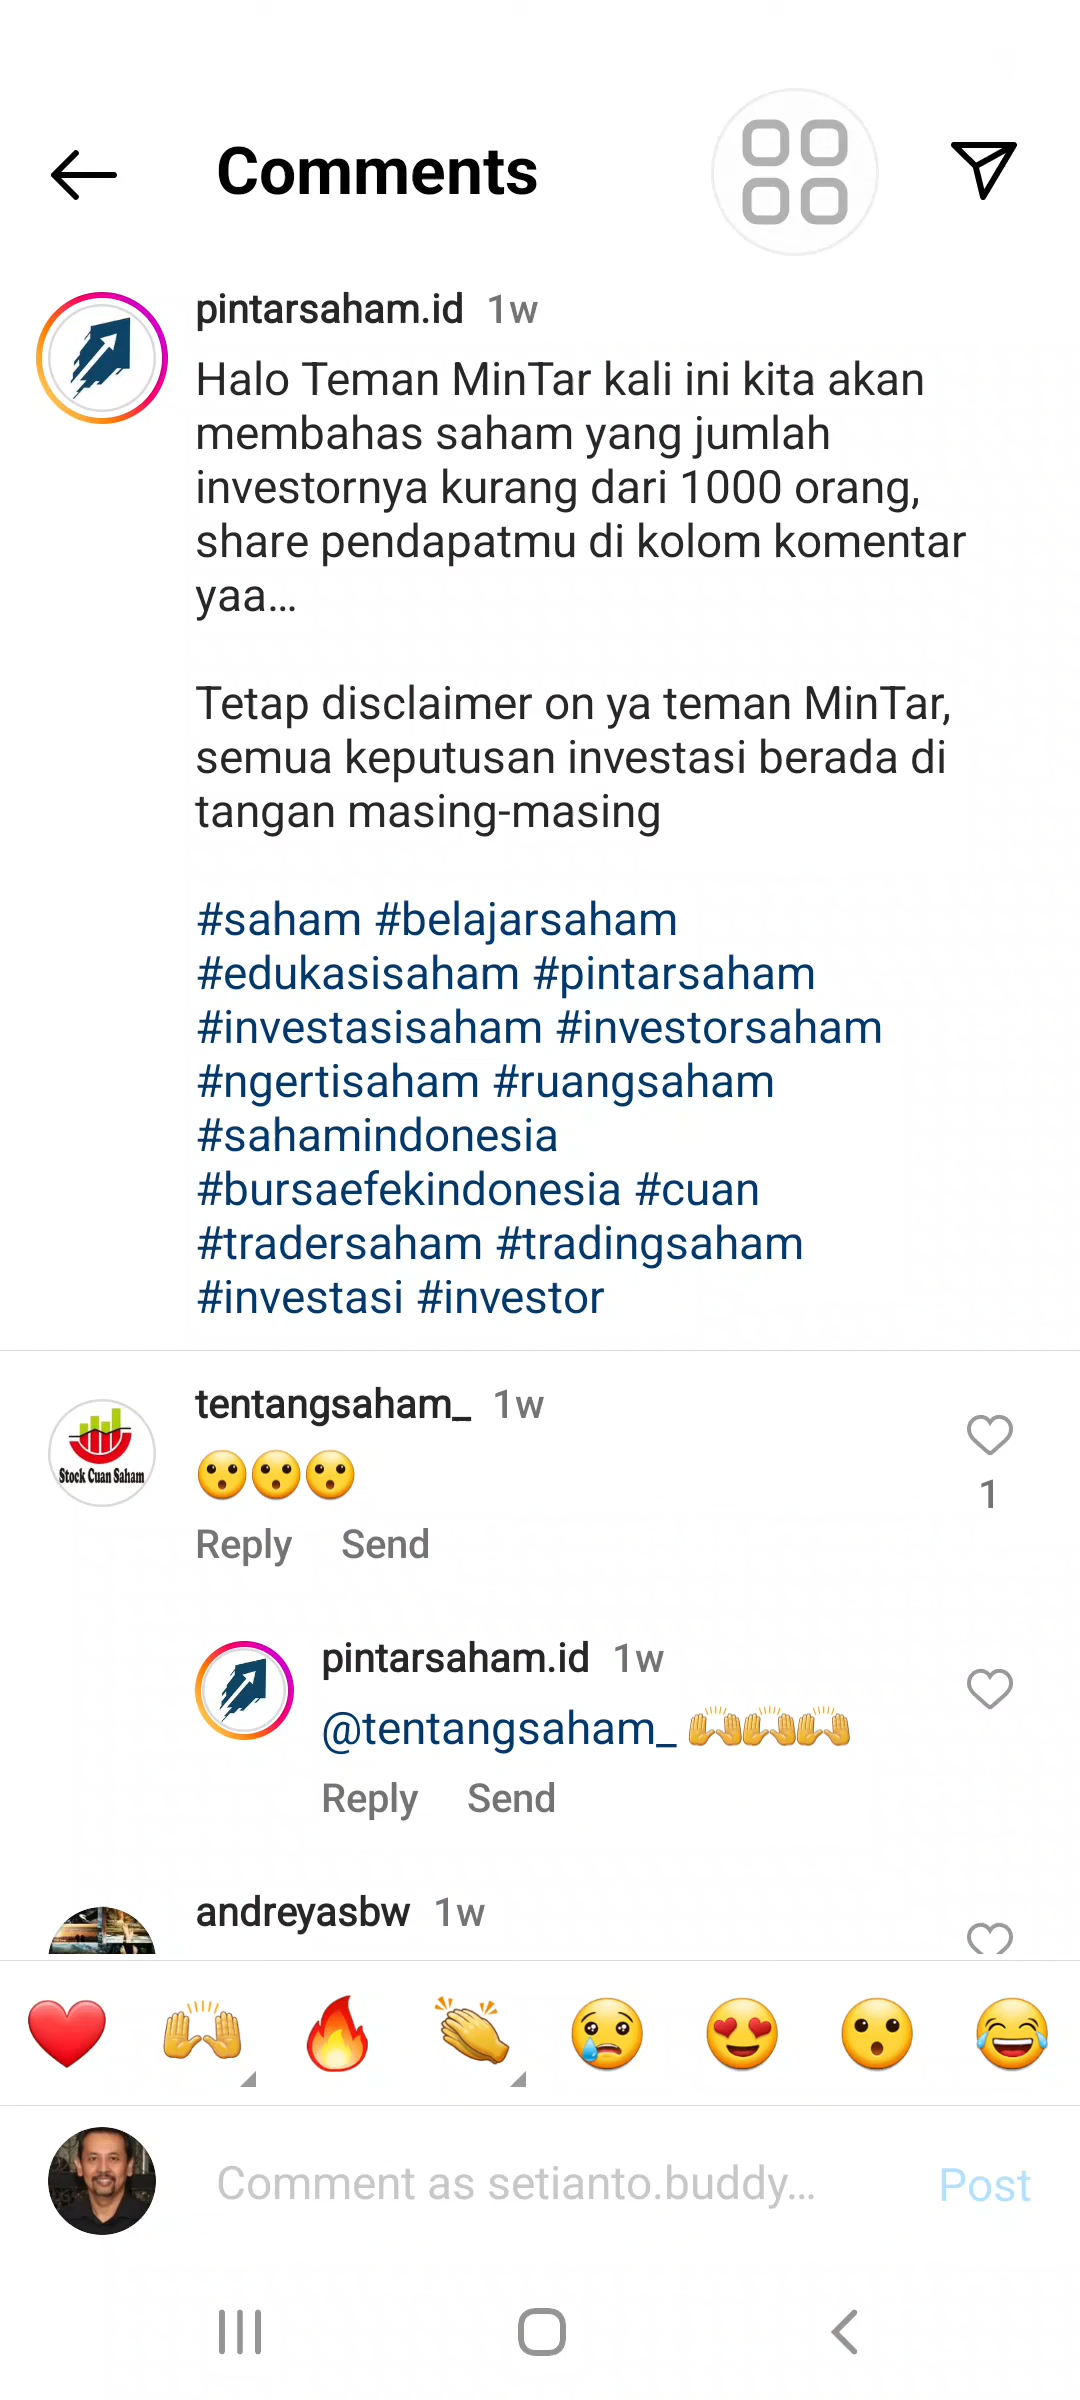 Comments
pintarsaham.id 1w
Halo Teman MinTar kali ini kita akan
membahas saham yang jumlah
investornya kurang dari 1000 orang,
share pendapatmu di kolom komentar
yaa...
Tetap disclaimer on ya teman MinTar,
semua keputusan investasi berada di
tangan masing-masing
#saham #belajarsaham
#edukasisaham #pintarsaham
#investasisaham #investorsaham
#ngertisaham #ruangsaham
#sahamindonesia
#bursaefekindonesia #cuan
#tradersaham #tradingsaham
#investasi #investor
tentangsaham_ 1w
Stock Cuan Saham
😮😮😮
1
Reply Send
pintarsaham.id 1w
@tentangsaham_ 🙌🙌🙌
Reply Send
andreyasbw 1w
Comment as setianto.buddy...
Post